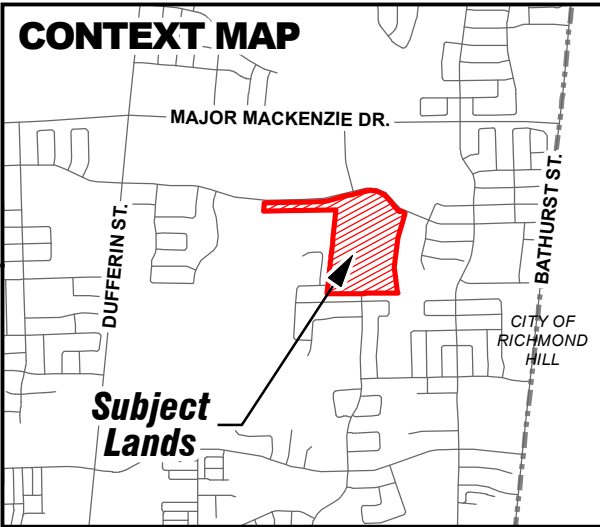 CONTEXT MAP
MAJOR MACKENZIE DR.
DUFFERIN ST.
BATHURST ST.
CITY OF
RICHMOND
HILL
Subject
Lands